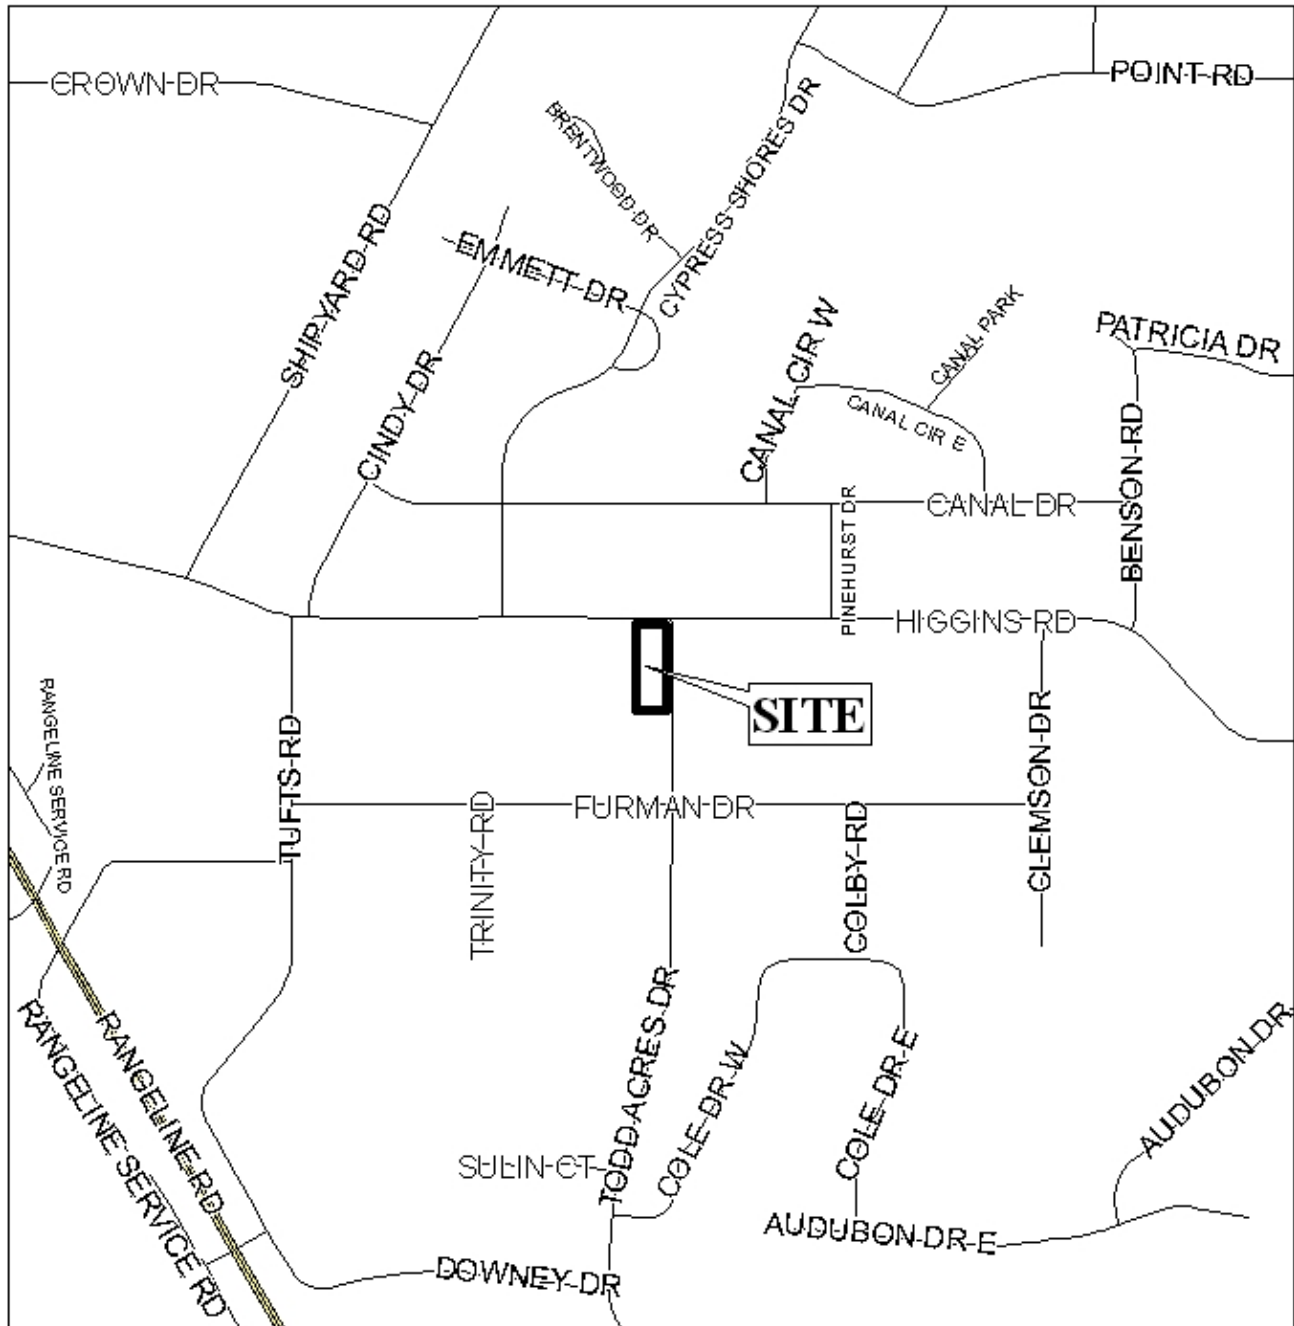 CROWN DR
POINT RD
BRENTWOOD DR
CYPRESS SHORES DR
SHIPYARD RD
EMMETT DR
CINDY DR
CANAL CIR W
CANAL PARK
CANAL CIR E
PATRICIA DR
BENSON RD
PINEHURST DR
CANAL DR
HIGGINS RD
SITE
RANGELINE SERVICE RD
TUFTS RD
CLEMSON DR
TRINITY RD
FURMAN DR
COLBY RD
RANGELINE SERVICE RD
RANGELINE RD
TODD ACRES DR
COLE DR W
COLE DR E
AUDUBON DR
SULIN CT
AUDUBON DR E
DOWNEY DR